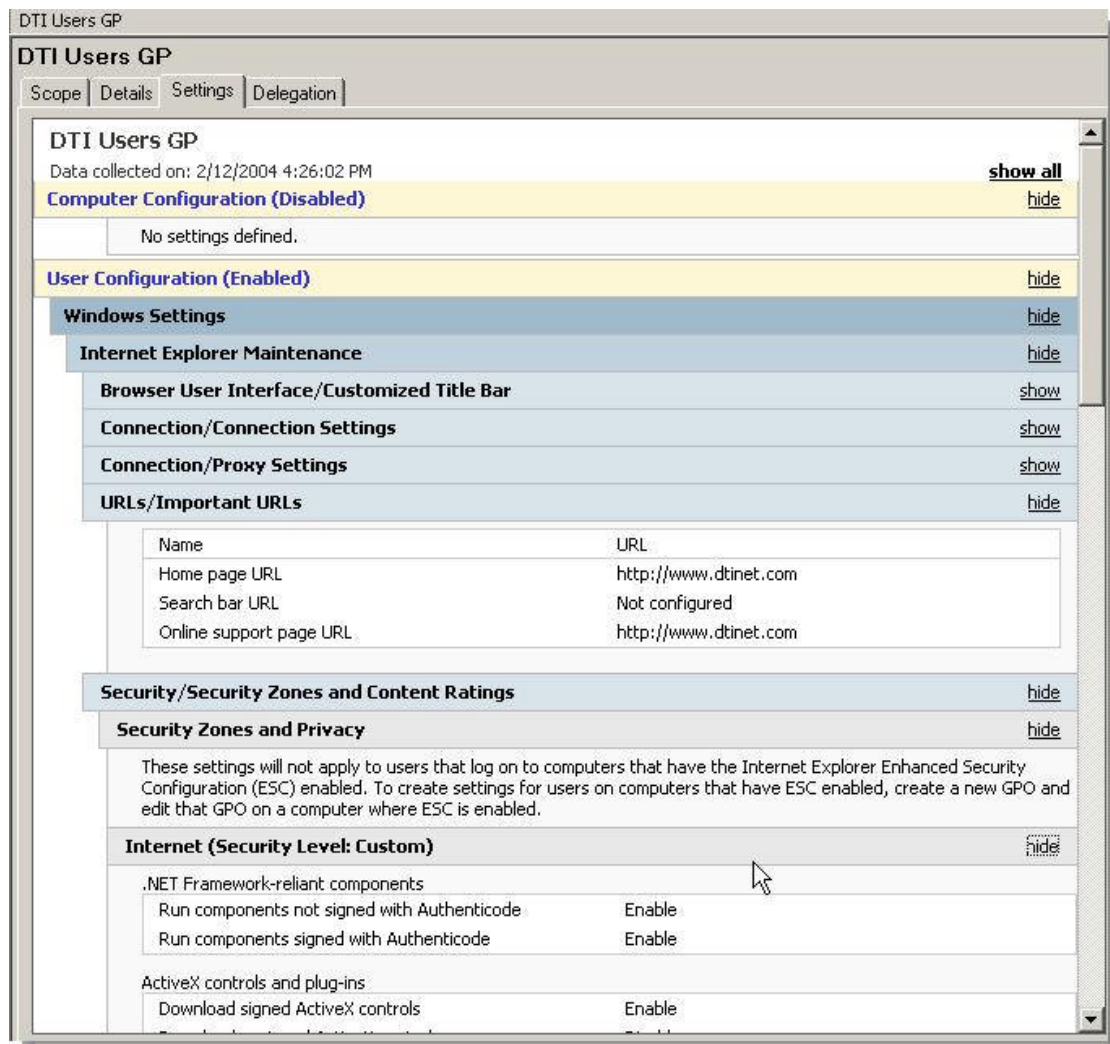 DTI Users GP
DTI Users GP
Scope Details Settings Delegation
DTI Users GP
Data collected on: 2/12/2004 4:26:02 PM show all
Computer Configuration (Disabled) hide
No settings defined.
User Configuration (Enabled) hide
Windows Settings hide
Internet Explorer Maintenance hide
Browser User Interface/Customized Title Bar show
Connection/Connection Settings show
Connection/Proxy Settings show
URLs/Important URLs hide
Name URL
Home page URL http://www.dtinet.com
Search bar URL Not configured
Online support page URL http://www.dtinet.com
Security/Security Zones and Content Ratings hide
Security Zones and Privacy hide
These settings will not apply to users that log on to computers that have the Internet Explorer Enhanced Security
Configuration (ESC) enabled. To create settings for users on computers that have ESC enabled, create a new GPO and
edit that GPO on a computer where ESC is enabled.
Internet (Security Level: Custom) hide
.NET Framework-reliant components
Run components not signed with Authenticode Enable
Run components signed with Authenticode Enable
ActiveX controls and plug-ins
Download signed ActiveX controls Enable